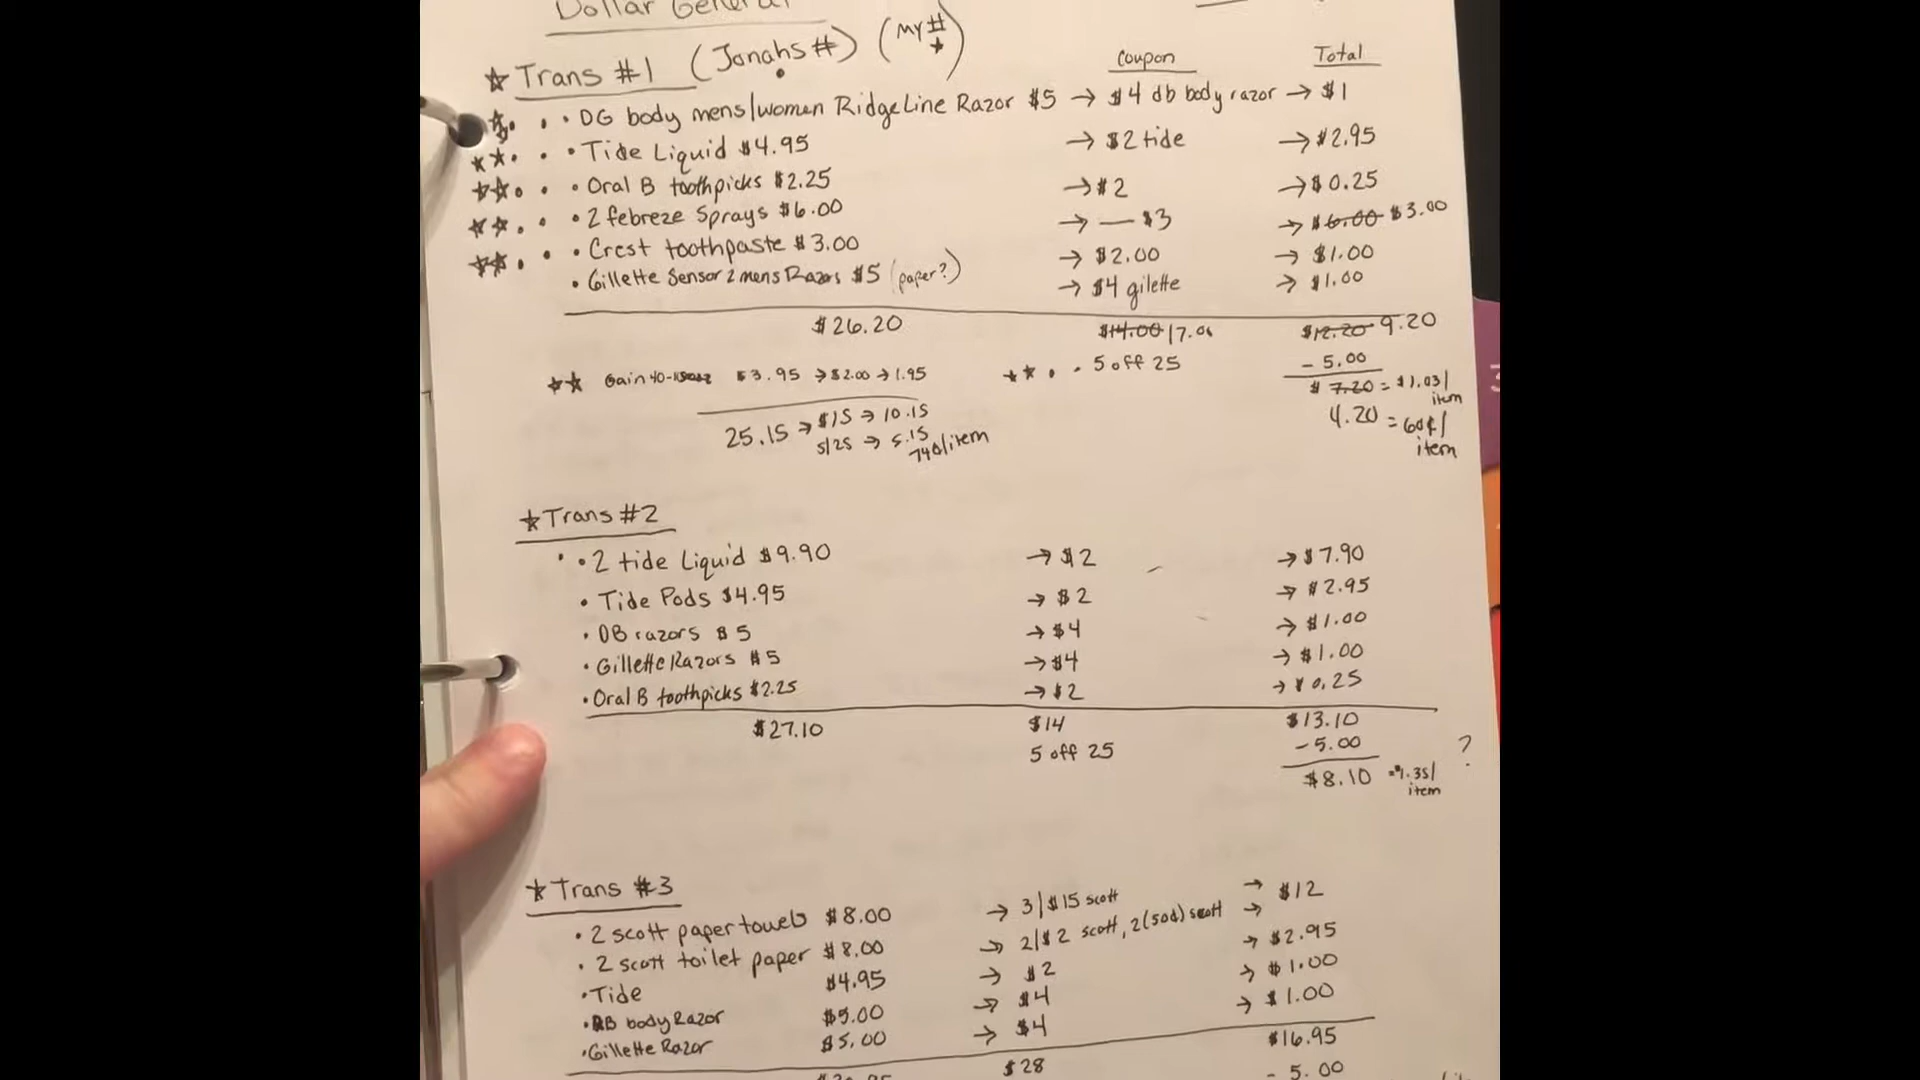 Dollar General
★ Trans #1 (Jonahs #) (My # ★)
Coupon Total
• DG body mens/women RidgeLine Razor $5 → $4 db body razor → $1
• Tide Liquid $4.95 → $2 tide → $2.95
• Oral B toothpicks $2.25 → $2 → $0.25
• 2 febreze Sprays $6.00 → — $3 → $6.00 $3.00
• Crest toothpaste $3.00 → $2.00 → $1.00
• Gillette Sensor 2 mens Razors $5 (paper?) → $4 gilette → $1.00
$26.20 $14.00 17.00 $12.20 9.20
★★ Gain $3.95 → $2.00 → 1.95 ★★ • • 5 off 25 - 5.00
$7.20 = $1.03/item
25.15 → $15 → 10.15 4.20 = 60¢/item
5/25 → 5.15
74¢/item
★ Trans #2
• 2 tide Liquid $9.90 → $2 → $7.90
• Tide Pods $4.95 → $2 → $2.95
• DB razors $5 → $4 → $1.00
• Gillette Razors $5 → $4 → $1.00
• Oral B toothpicks $2.25 → $2 → $0.25
$27.10 $14 $13.10
5 off 25 - 5.00 ?
$8.10 = $1.35/item
★ Trans #3
• 2 scott paper towels $8.00 → 3/$15 scott → $12
• 2 scott toilet paper $8.00 → 2/$2 scott, 2(50¢) scott →
• Tide $4.95 → $2 → $2.95
• DB body Razor $5.00 → $4 → $1.00
• Gillette Razor $5.00 → $4 → $1.00
$28 $16.95
- 5.00